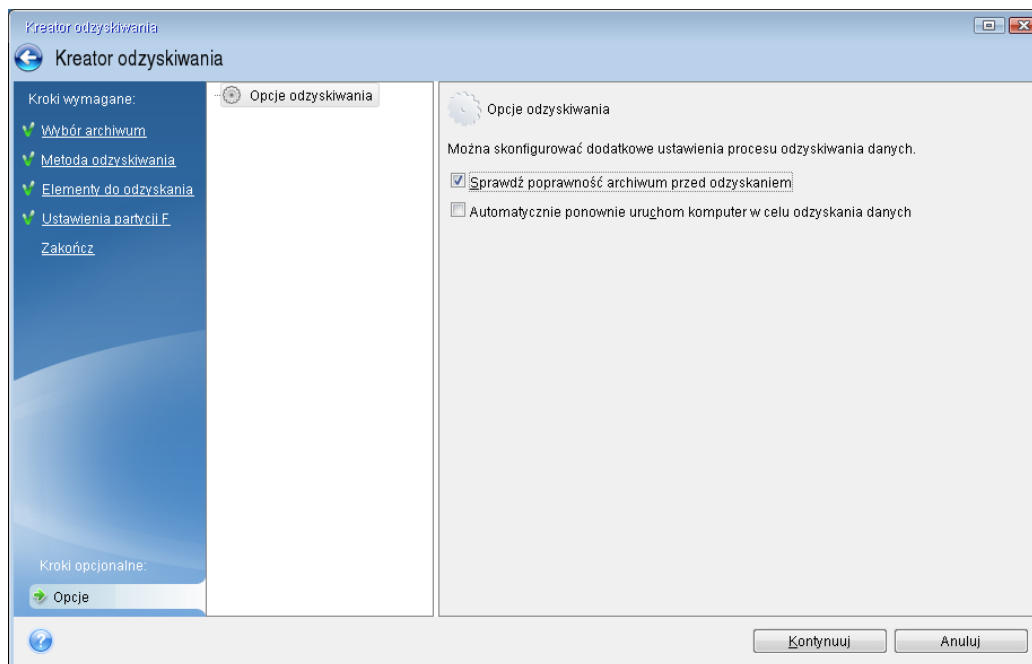 Kreator odzyskiwania
Kreator odzyskiwania
Kroki wymagane:
Wybór archiwum
Metoda odzyskiwania
Elementy do odzyskania
Ustawienia partycji F
Zakończ
Kroki opcjonalne:
Opcje
Opcje odzyskiwania
Opcje odzyskiwania
Można skonfigurować dodatkowe ustawienia procesu odzyskiwania danych.
Sprawdź poprawność archiwum przed odzyskaniem
Automatycznie ponownie uruchom komputer w celu odzyskania danych
Kontynuuj
Anuluj